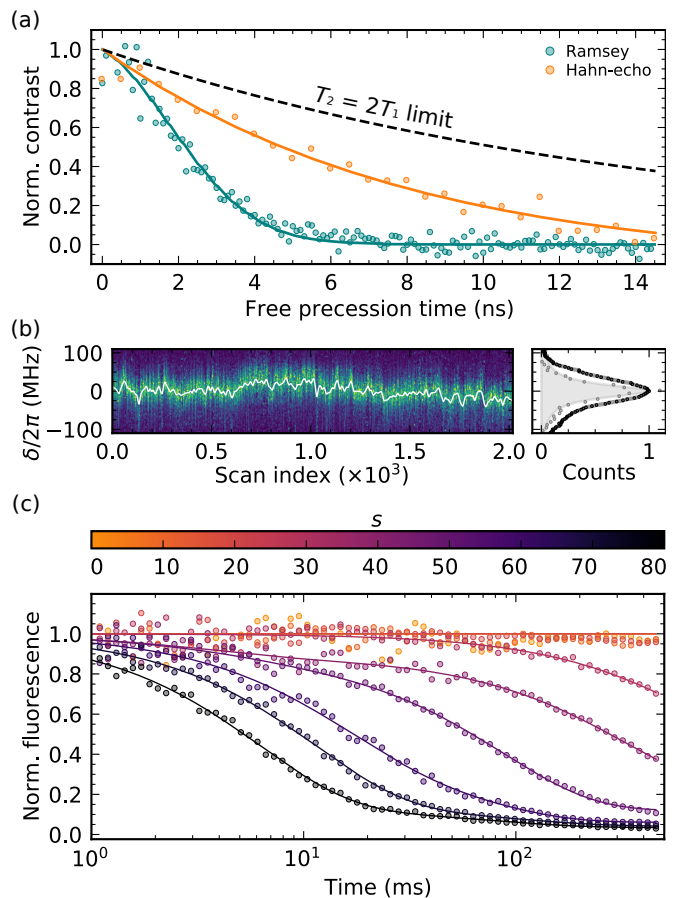 (a)
Norm. contrast
1.0
0.8
0.6
0.4
0.2
0.0
Ramsey
Hahn-echo
T₂ = 2T₁ limit
0 2 4 6 8 10 12 14
Free precession time (ns)
(b)
δ/2π (MHz)
100
0
−100
0.0 0.5 1.0 1.5 2.0
Scan index (×10³)
0 1
Counts
(c)
s
0 10 20 30 40 50 60 70 80
Norm. fluorescence
1.0
0.8
0.6
0.4
0.2
0.0
10⁰ 10¹ 10²
Time (ms)